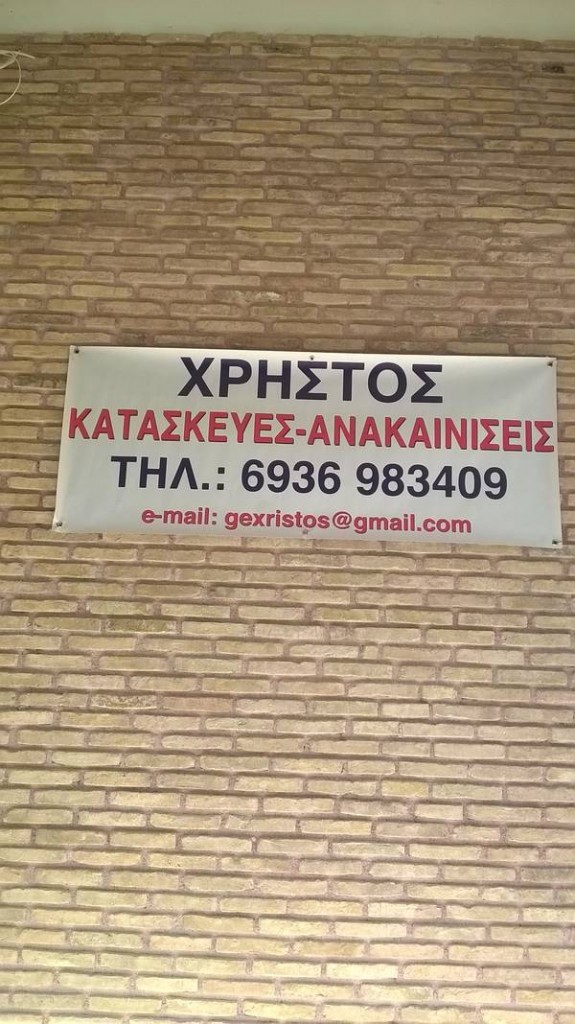 ΧΡΗΣΤΟΣ
ΚΑΤΑΣΚΕΥΕΣ-ΑΝΑΚΑΙΝΙΣΕΙΣ
ΤΗΛ.: 6936 983409
e-mail: gexristos@gmail.com